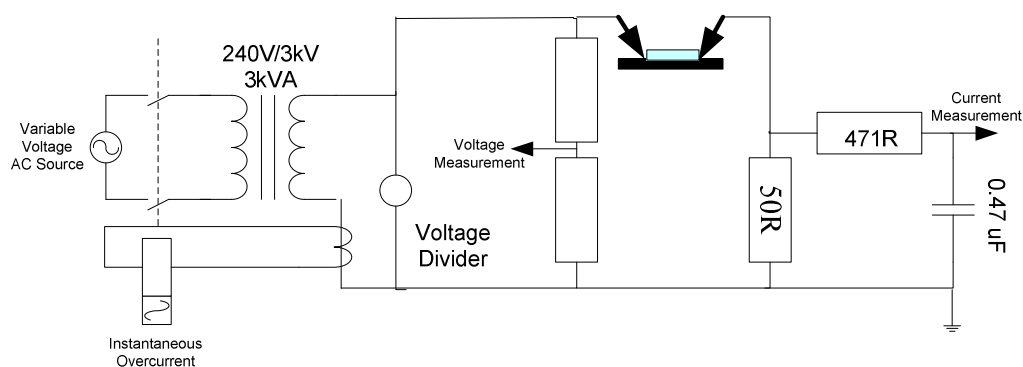 240V/3kV
3kVA
Variable
Voltage
AC Source
Voltage
Measurement
Voltage
Divider
Instantaneous
Overcurrent
50R
471R
Current
Measurement
0.47 uF